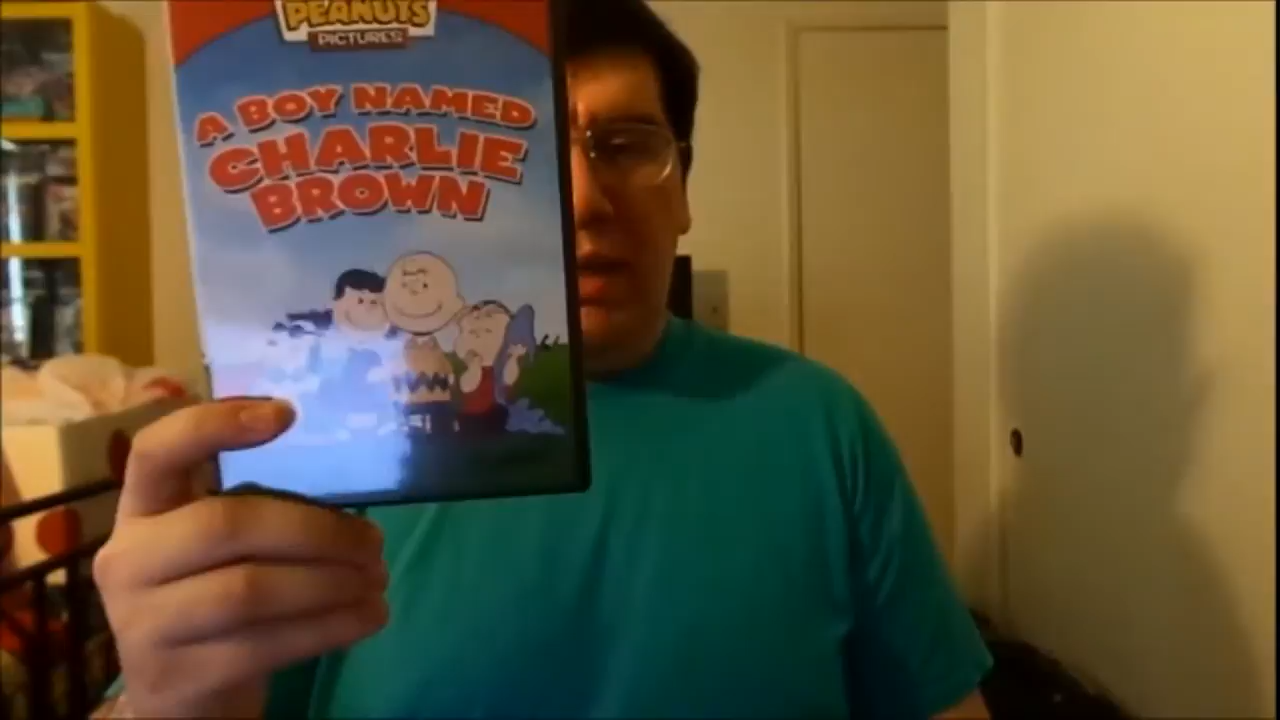 PEANUTS
PICTURES
A BOY NAMED
CHARLIE
BROWN